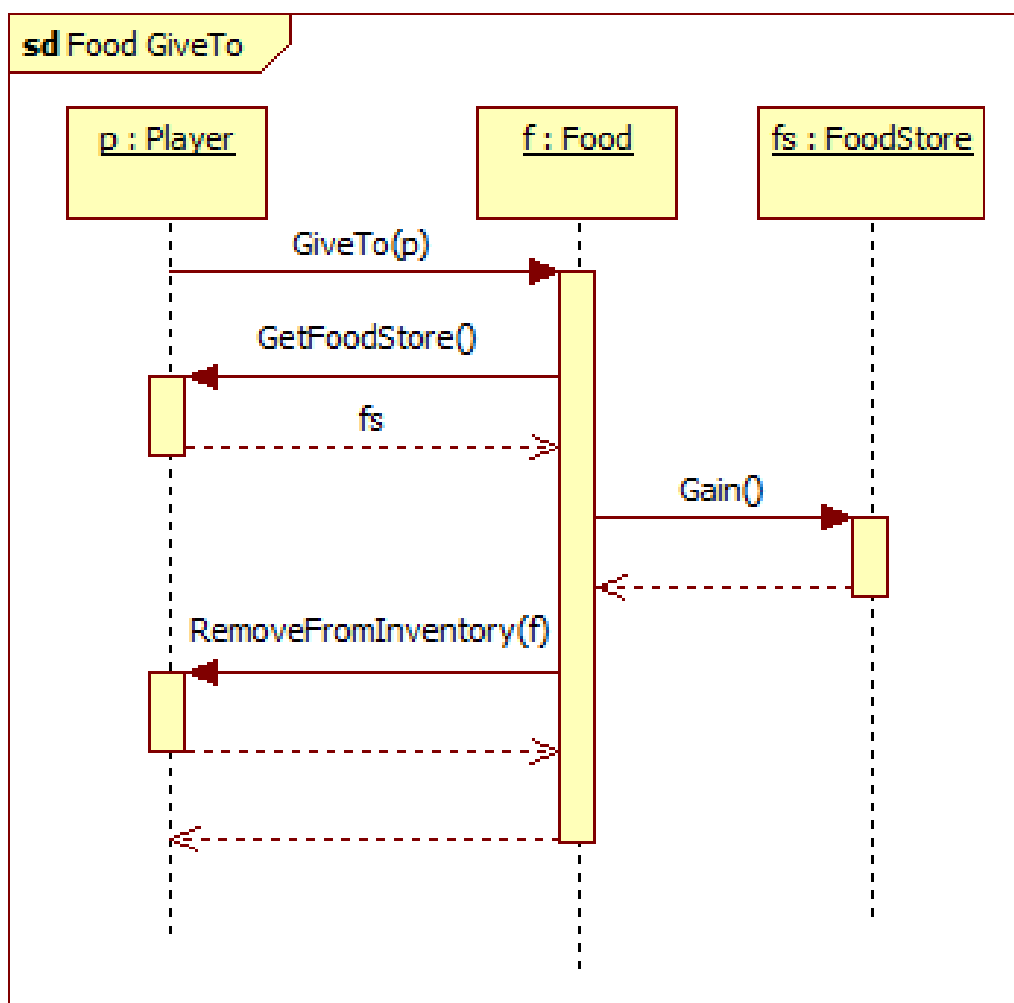 sd Food GiveTo
p : Player
f : Food
fs : FoodStore
GiveTo(p)
GetFoodStore()
fs
Gain()
RemoveFromInventory(f)